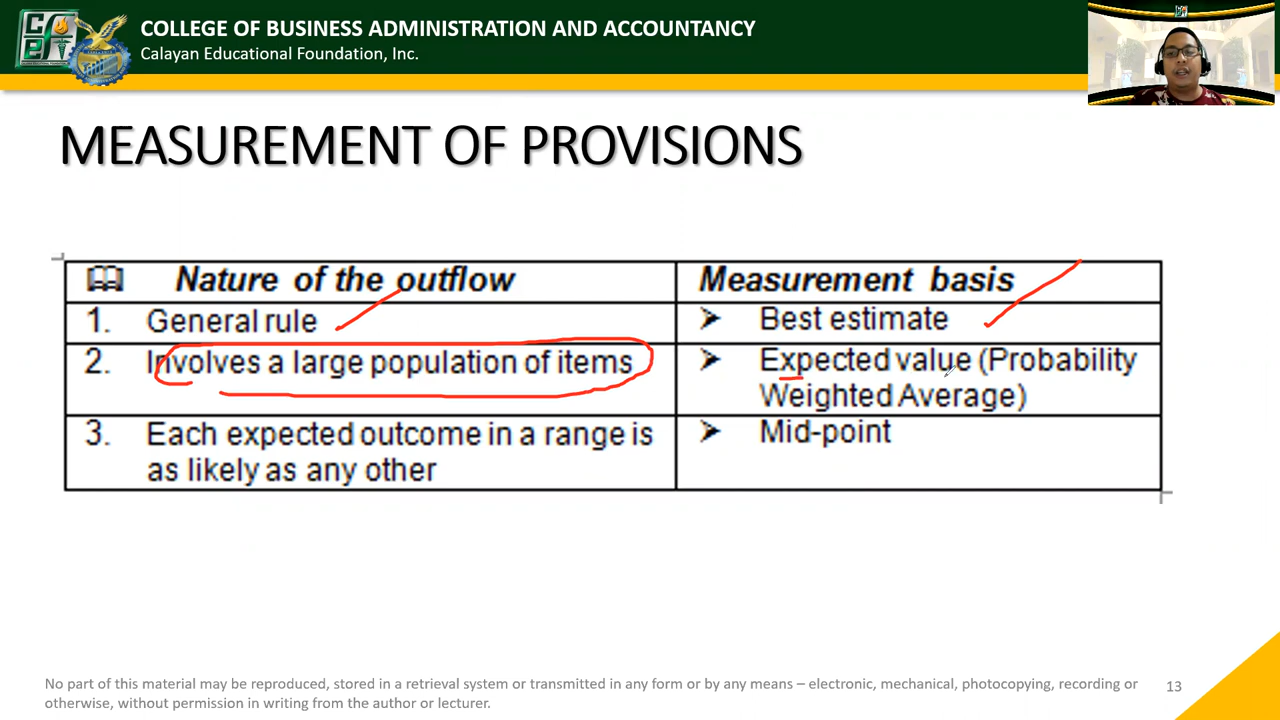 COLLEGE OF BUSINESS ADMINISTRATION AND ACCOUNTANCY
Calayan Educational Foundation, Inc.
MEASUREMENT OF PROVISIONS
Nature of the outflow
Measurement basis
1. General rule
➢ Best estimate
2. Involves a large population of items
➢ Expected value (Probability
Weighted Average)
3. Each expected outcome in a range is
as likely as any other
➢ Mid-point
No part of this material may be reproduced, stored in a retrieval system or transmitted in any form or by any means – electronic, mechanical, photocopying, recording or
otherwise, without permission in writing from the author or lecturer.
13